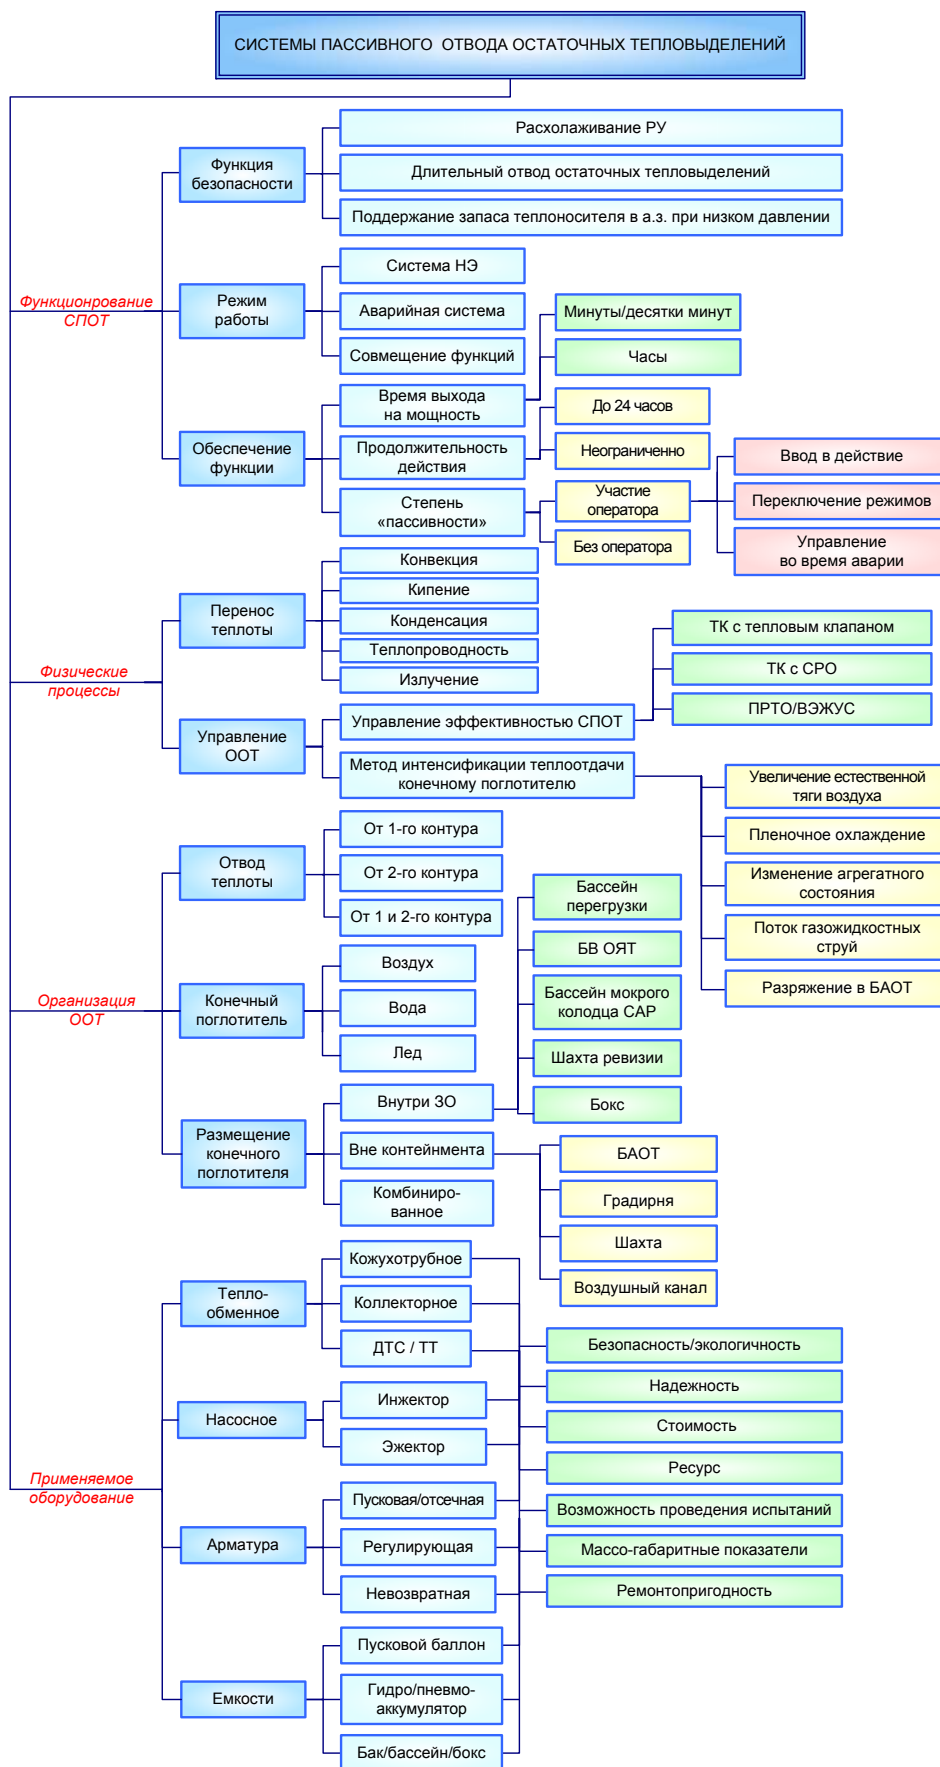 СИСТЕМЫ ПАССИВНОГО ОТВОДА ОСТАТОЧНЫХ ТЕПЛОВЫДЕЛЕНИЙ
Функционрование
СПОТ
Функция
безопасности
Расхолаживание РУ
Длительный отвод остаточных тепловыделений
Поддержание запаса теплоносителя в а.з. при низком давлении
Режим
работы
Система НЭ
Аварийная система
Совмещение функций
Обеспечение
функции
Время выхода
на мощность
Минуты/десятки минут
Часы
Продолжительность
действия
До 24 часов
Неограниченно
Степень
«пассивности»
Участие
оператора
Без оператора
Ввод в действие
Переключение режимов
Управление
во время аварии
Физические
процессы
Перенос
теплоты
Конвекция
Кипение
Конденсация
Теплопроводность
Излучение
Управление
ООТ
Управление эффективностью СПОТ
ТК с тепловым клапаном
ТК с СРО
ПРТО/ВЭЖУС
Метод интенсификации теплоотдачи
конечному поглотителю
Увеличение естественной
тяги воздуха
Пленочное охлаждение
Изменение агрегатного
состояния
Поток газожидкостных
струй
Разряжение в БАОТ
Организация
ООТ
Отвод
теплоты
От 1-го контура
От 2-го контура
От 1 и 2-го контура
Конечный
поглотитель
Воздух
Вода
Лед
Размещение
конечного
поглотителя
Внутри ЗО
Бассейн
перегрузки
БВ ОЯТ
Бассейн мокрого
колодца САР
Шахта ревизии
Бокс
Вне контейнмента
БАОТ
Градирня
Шахта
Воздушный канал
Комбиниро-
ванное
Применяемое
оборудование
Тепло-
обменное
Кожухотрубное
Коллекторное
ДТС / ТТ
Насосное
Инжектор
Эжектор
Арматура
Пусковая/отсечная
Регулирующая
Невозвратная
Емкости
Пусковой баллон
Гидро/пневмо-
аккумулятор
Бак/бассейн/бокс
Безопасность/экологичность
Надежность
Стоимость
Ресурс
Возможность проведения испытаний
Массо-габаритные показатели
Ремонтопригодность